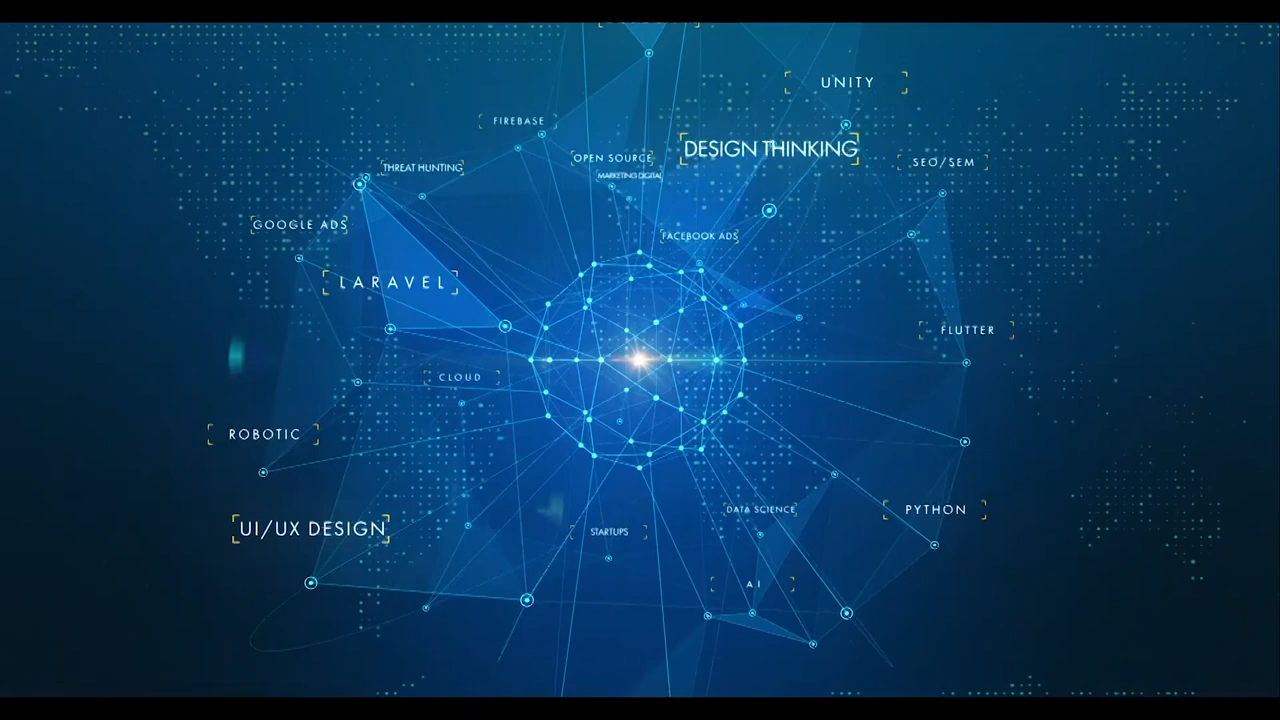 UNITY
FIREBASE
DESIGN THINKING
OPEN SOURCE
SEO/SEM
THREAT HUNTING
MARKETING DIGITAL
GOOGLE ADS
FACEBOOK ADS
LARAVEL
FLUTTER
CLOUD
ROBOTIC
DATA SCIENCE
PYTHON
UI/UX DESIGN
STARTUPS
AI